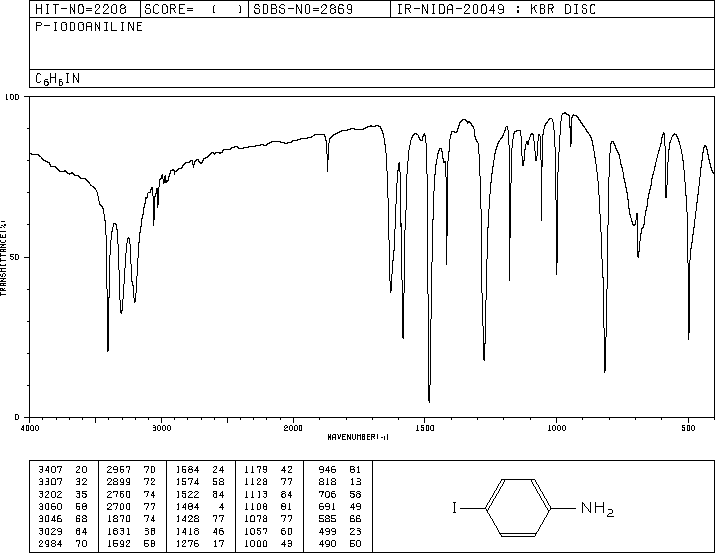 HIT-NO=2208 SCORE= ( ) SDBS-NO=2869 IR-NIDA-20049 : KBR DISC
P-IODOANILINE
C6H6IN
100
50
0
TRANSMITTANCE(%)
4000 3000 2000 1500 1000 500
WAVENUMBER(-1)
3407 20 2967 70 1584 24 1179 42 946 81
3307 32 2899 72 1574 58 1128 77 818 13
3202 35 2760 74 1522 84 1113 84 706 58
3060 60 2700 77 1484 4 1108 81 691 49
3046 68 1870 74 1428 77 1078 77 585 66
3029 64 1631 38 1418 46 1057 60 499 23
2984 70 1592 60 1276 17 1000 43 490 50
I NH2